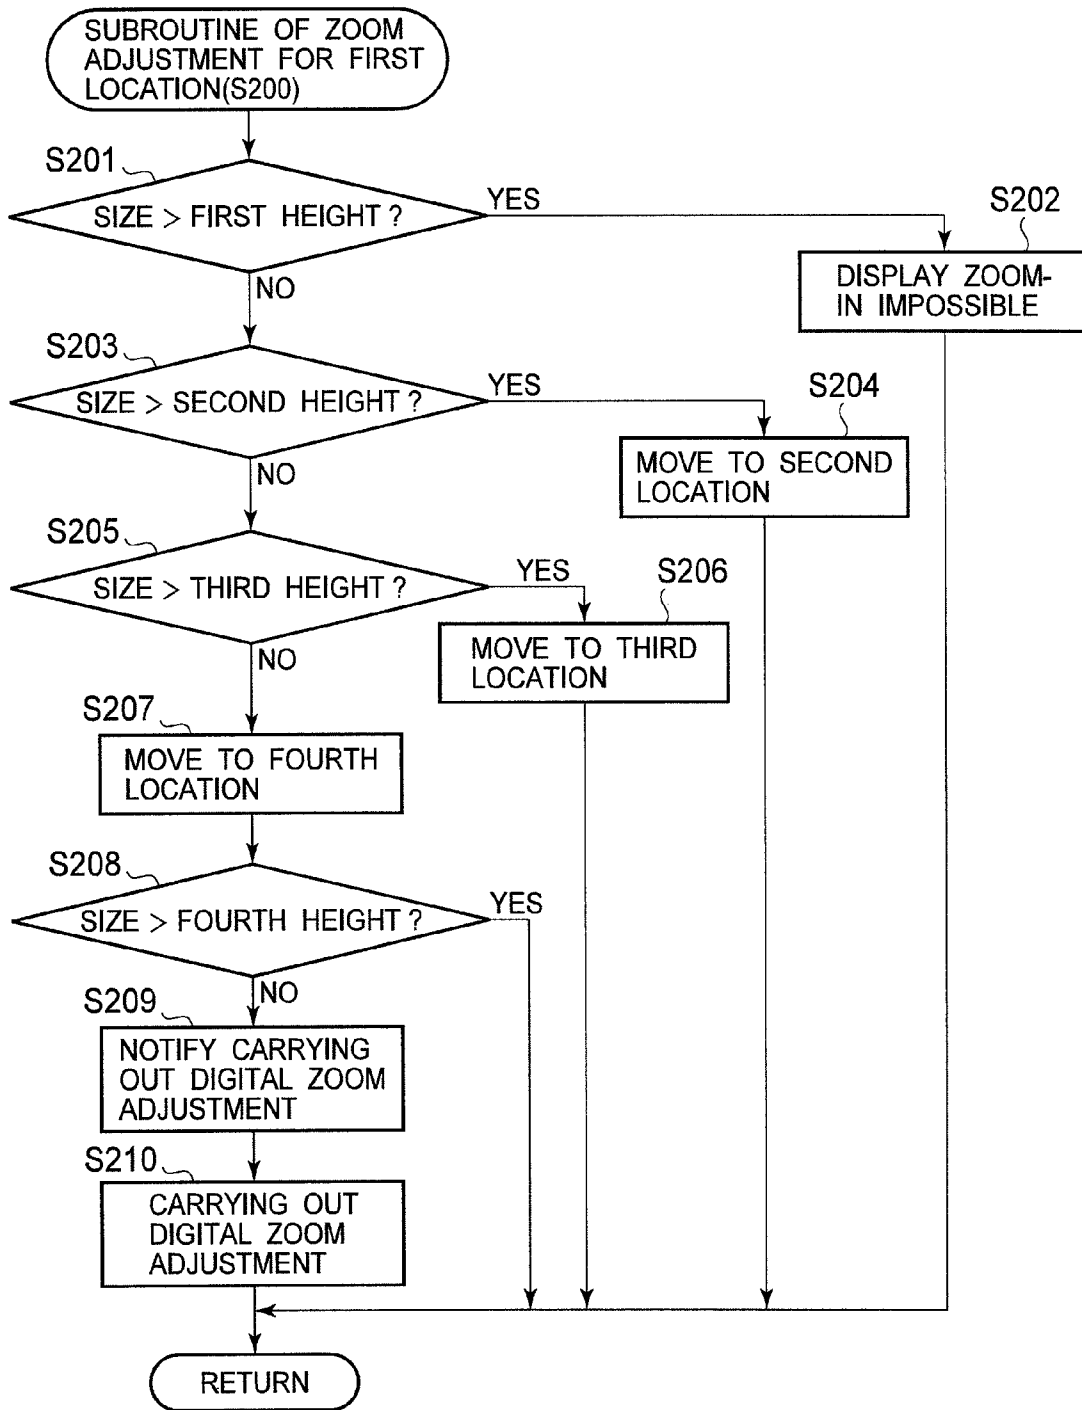 SUBROUTINE OF ZOOM
ADJUSTMENT FOR FIRST
LOCATION(S200)
S201
SIZE > FIRST HEIGHT ?
YES
NO
S202
DISPLAY ZOOM-
IN IMPOSSIBLE
S203
SIZE > SECOND HEIGHT ?
YES
NO
S204
MOVE TO SECOND
LOCATION
S205
SIZE > THIRD HEIGHT ?
YES
NO
S206
MOVE TO THIRD
LOCATION
S207
MOVE TO FOURTH
LOCATION
S208
SIZE > FOURTH HEIGHT ?
YES
NO
S209
NOTIFY CARRYING
OUT DIGITAL ZOOM
ADJUSTMENT
S210
CARRYING OUT
DIGITAL ZOOM
ADJUSTMENT
RETURN